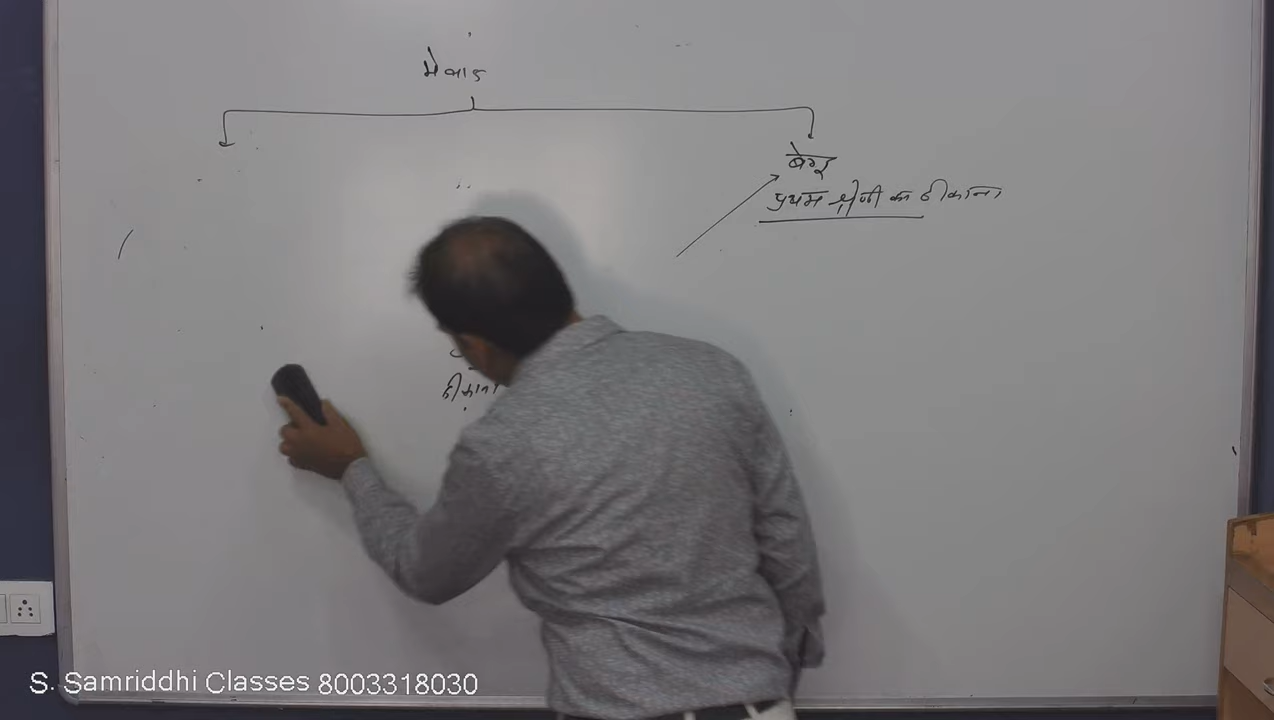 मेवाड
बेगू
प्रथम श्रेणी का ठीकाना
ठीकाना
S. Samriddhi Classes 8003318030